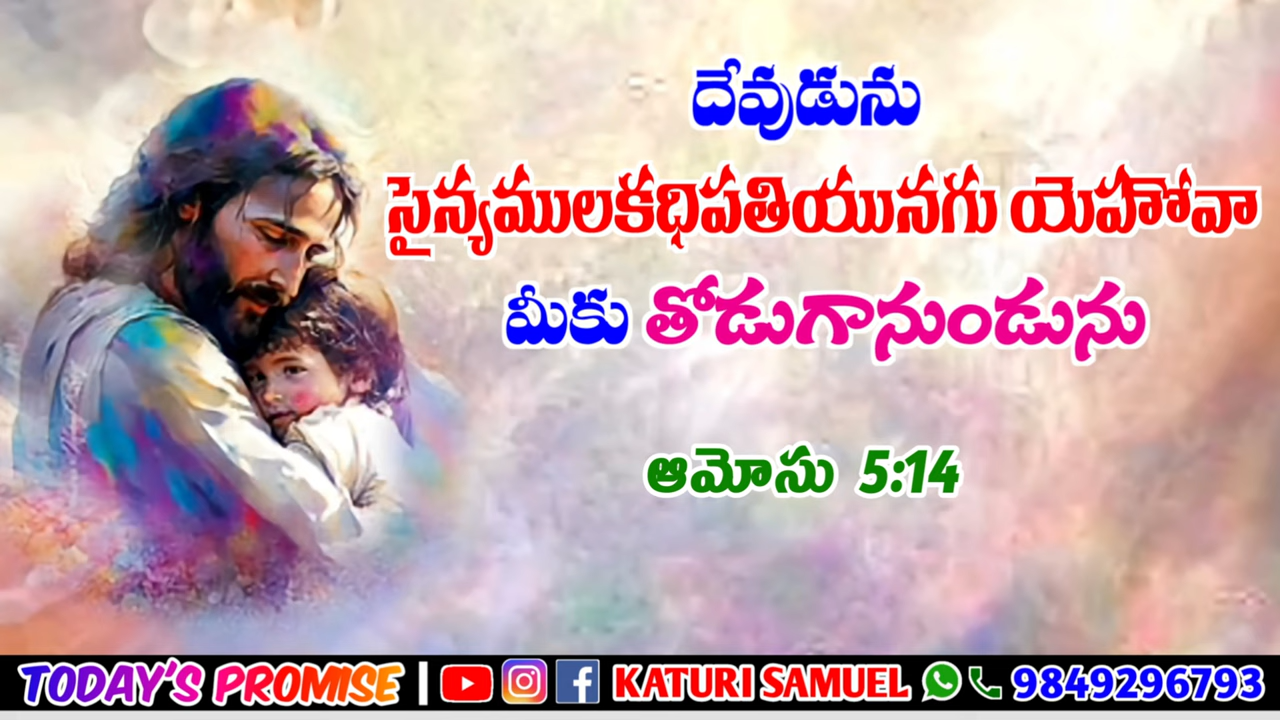 దేవుడును
సైన్యములకధిపతియునగు యెహోవా
మీకు తోడుగానుండును
ఆమోసు 5:14
TODAY'S PROMISE | KATURI SAMUEL 9849296793